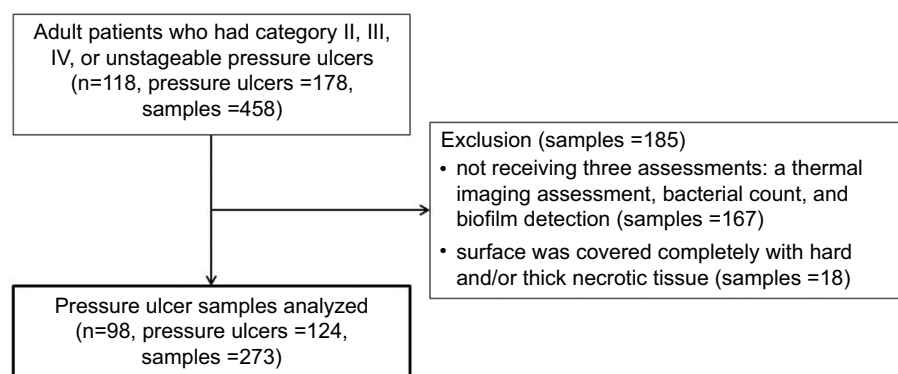 Adult patients who had category II, III,
IV, or unstageable pressure ulcers
(n=118, pressure ulcers =178,
samples =458)
Exclusion (samples =185)
• not receiving three assessments: a thermal
imaging assessment, bacterial count, and
biofilm detection (samples =167)
• surface was covered completely with hard
and/or thick necrotic tissue (samples =18)
Pressure ulcer samples analyzed
(n=98, pressure ulcers =124,
samples =273)